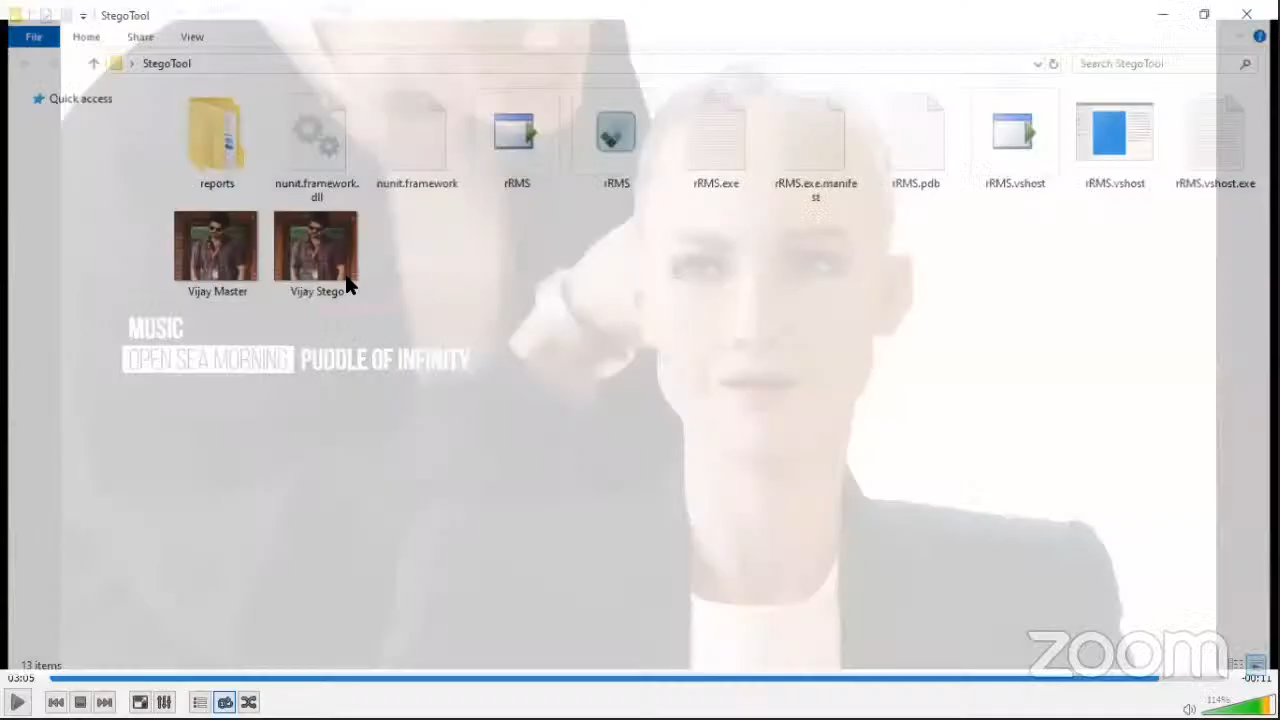 StegoTool
File Home Share View
StegoTool
Search StegoTool
Quick access
reports
nunit.framework.
dll
nunit.framework
rRMS
rRMS
rRMS.exe
rRMS.exe.manife
st
rRMS.pdb
rRMS.vshost
rRMS.vshost
rRMS.vshost.exe
Vijay Master
Vijay Stego
MUSIC
OPEN SEA MORNING PUDDLE OF INFINITY
zoom
13 items
03:05
-00:11
114%